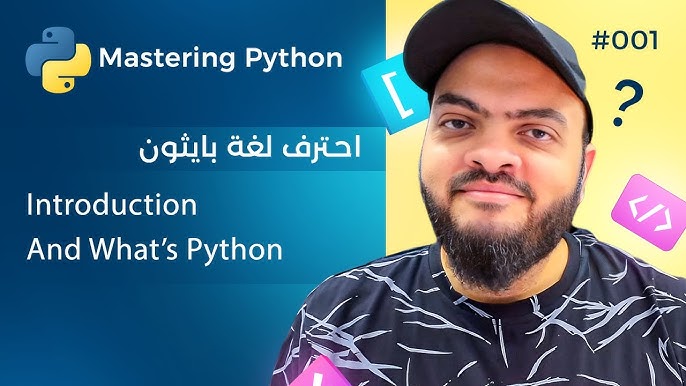 Mastering Python
#001
?
[
احترف لغة بايثون
</>
Introduction
And What's Python